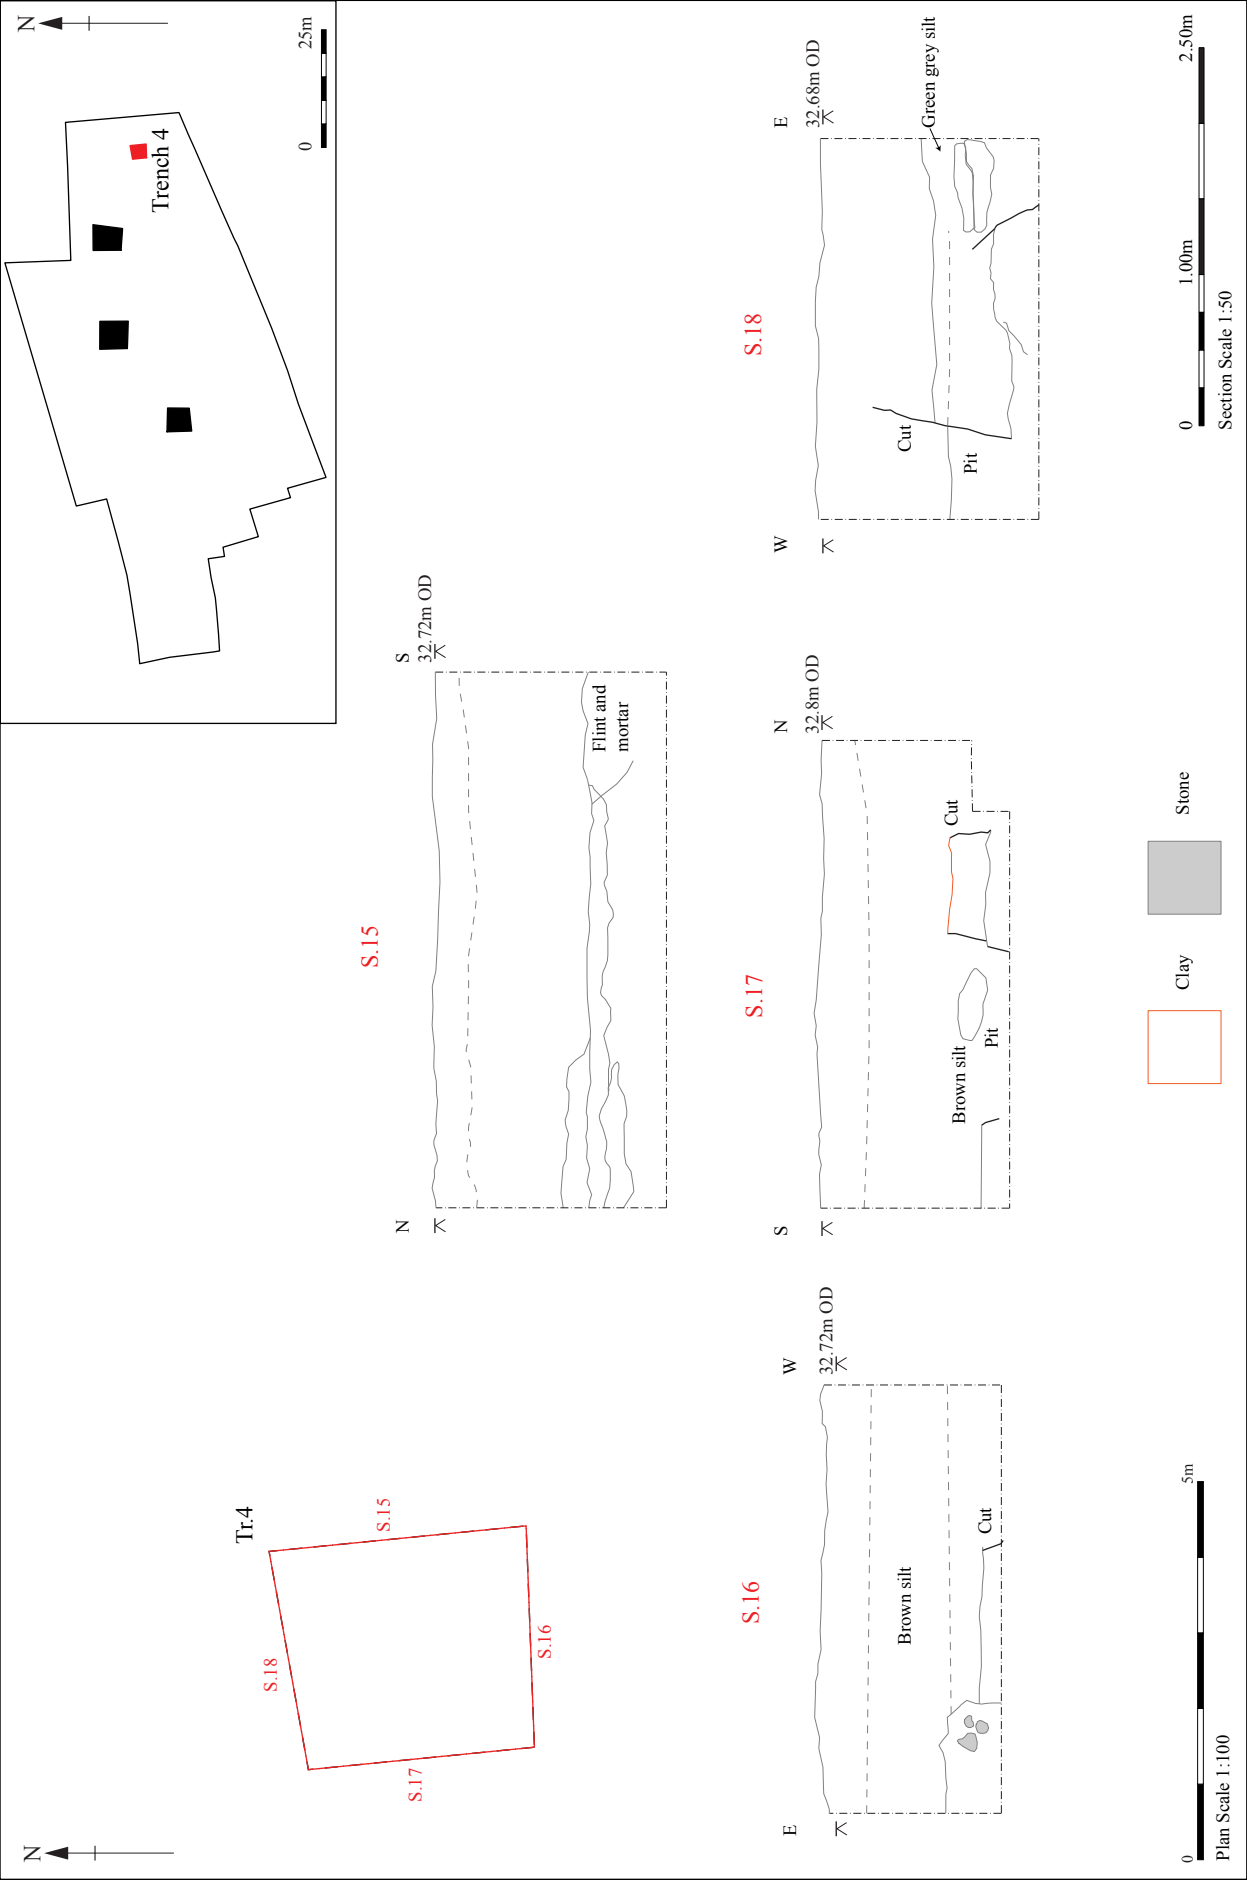 N
Tr.4
S.15
S.16
S.17
S.18
N
25m
0
Trench 4
S.15
N
S
32.72m OD
Flint and
mortar
S.16
E
W
32.72m OD
Brown silt
Cut
S.17
S
N
32.8m OD
Brown silt
Pit
Cut
S.18
W
E
32.68m OD
Cut
Pit
Green grey silt
Clay
Stone
0
5m
Plan Scale 1:100
0
1.00m
2.50m
Section Scale 1:50